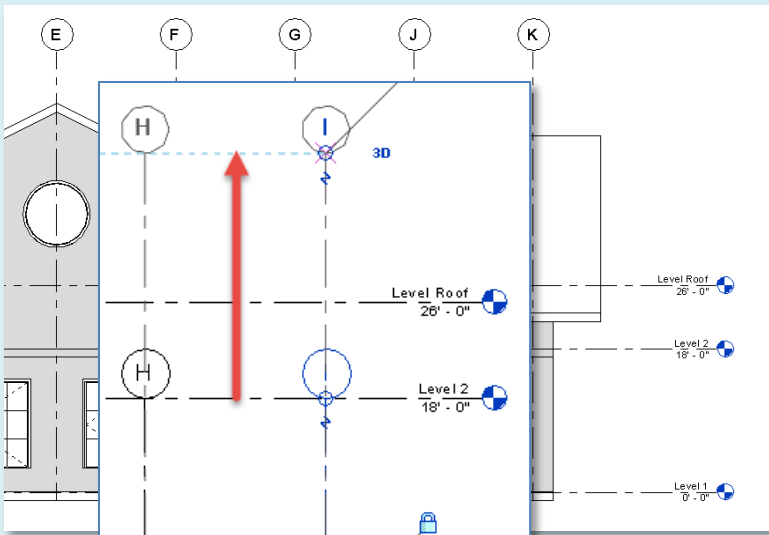 E F G J K
H I
3D
Level Roof
26' - 0"
Level Roof
26' - 0"
H
Level 2
18' - 0"
Level 2
18' - 0"
Level 1
0' - 0"